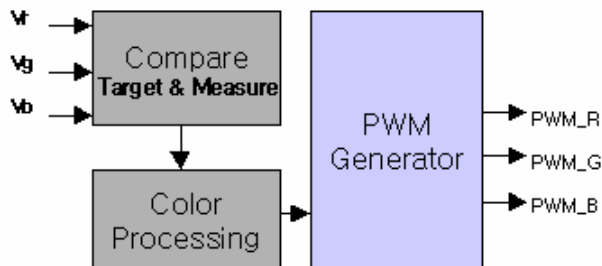 Vr
Vg
Vb
Compare
Target & Measure
Color
Processing
PWM
Generator
PWM_R
PWM_G
PWM_B